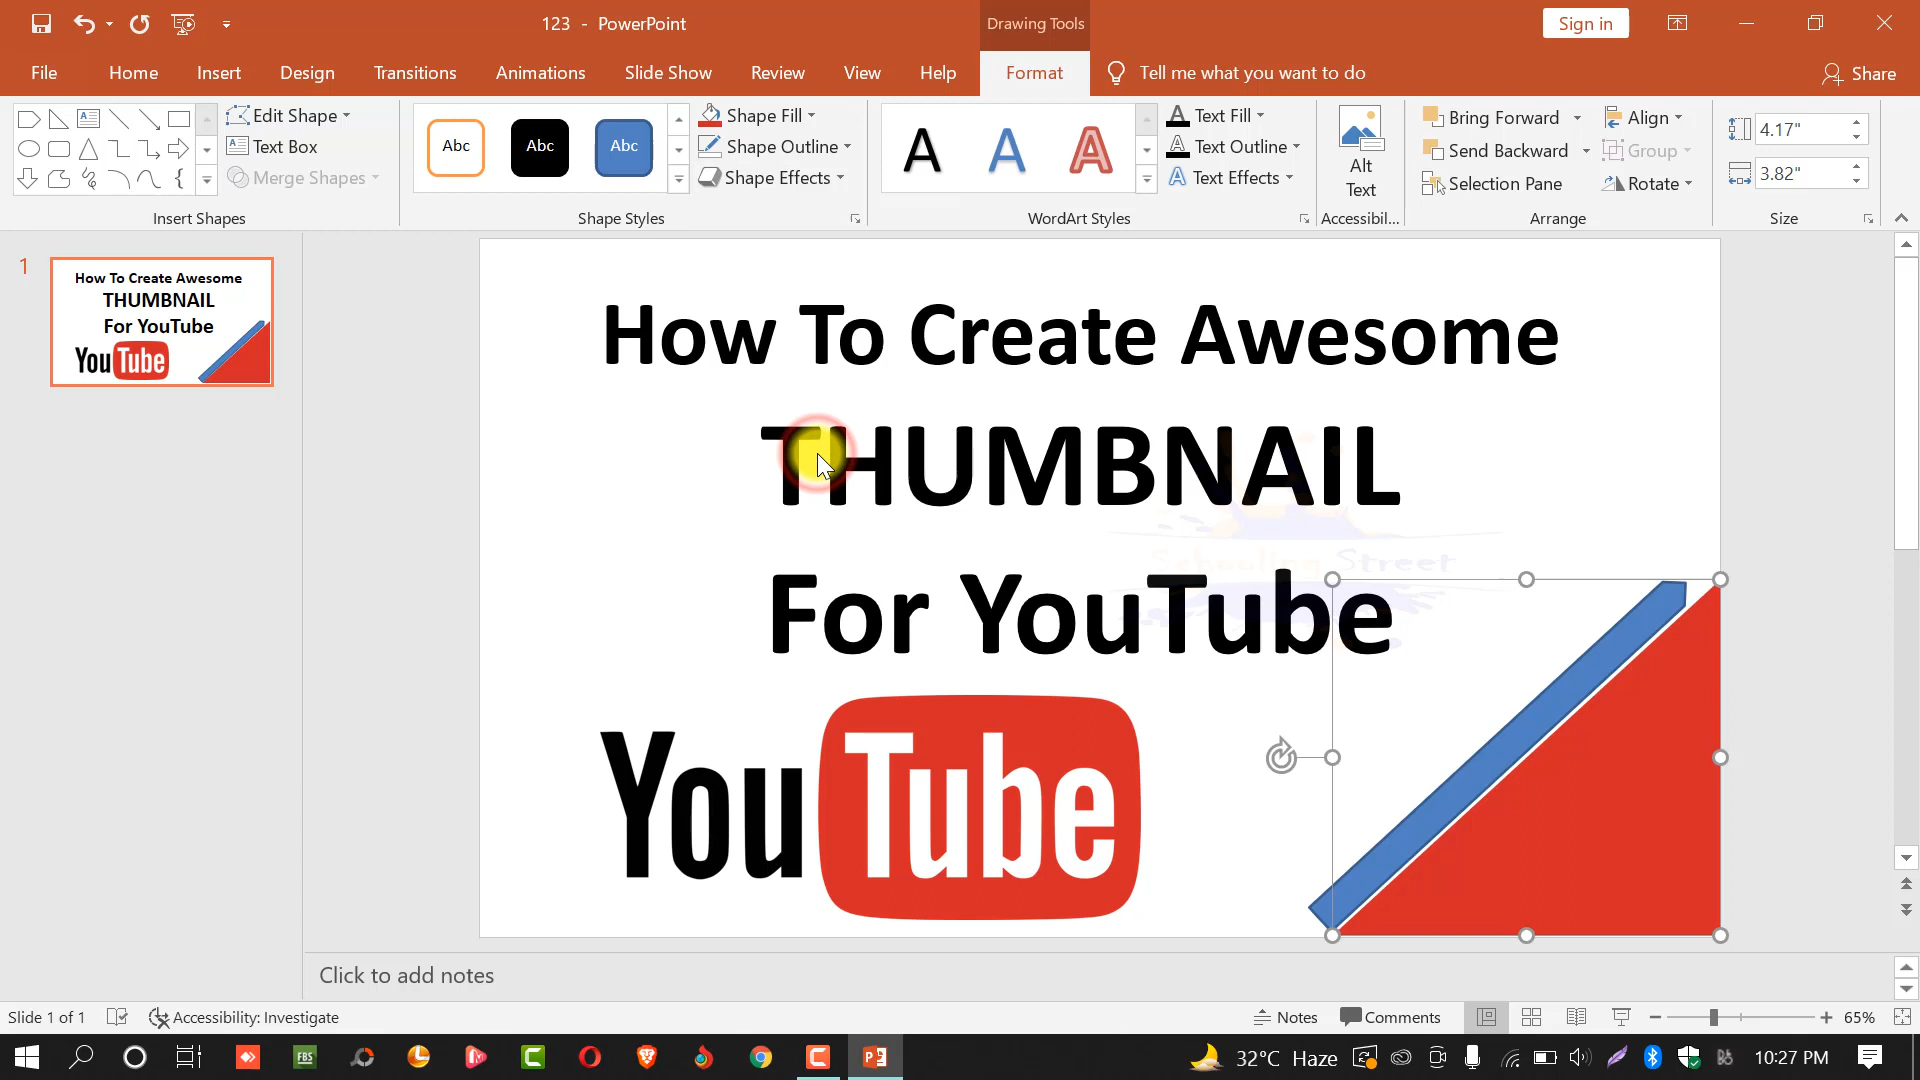 123 - PowerPoint
Drawing Tools
Sign in
File
Home
Insert
Design
Transitions
Animations
Slide Show
Review
View
Help
Format
Tell me what you want to do
Share
Edit Shape
Text Box
Merge Shapes
Insert Shapes
Abc
Abc
Abc
Shape Fill
Shape Outline
Shape Effects
Shape Styles
A
A
A
Text Fill
Text Outline
Text Effects
WordArt Styles
Alt
Text
Accessibil...
Bring Forward
Send Backward
Selection Pane
Align
Group
Rotate
Arrange
4.17"
3.82"
Size
1
How To Create Awesome
THUMBNAIL
For YouTube
YouTube
How To Create Awesome
THUMBNAIL
For YouTube
YouTube
Schooling Street
Click to add notes
Slide 1 of 1
Accessibility: Investigate
Notes
Comments
65%
FBS
32°C Haze
10:27 PM